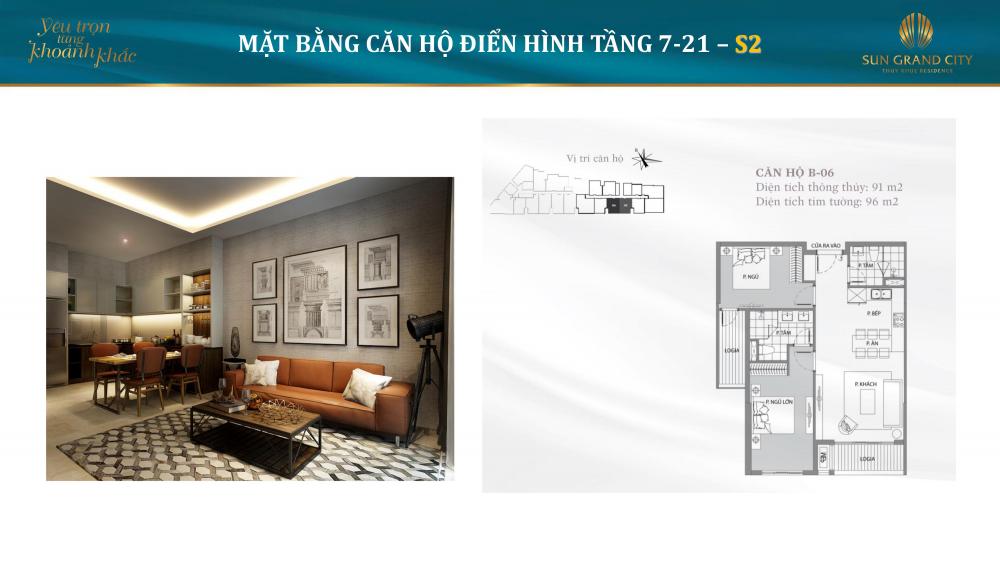 Yêu trọn
từng
khoảnh khắc
MẶT BẰNG CĂN HỘ ĐIỂN HÌNH TẦNG 7-21 – S2
SUN GRAND CITY
THUY KHUE RESIDENCE
Vị trí căn hộ
B
CĂN HỘ B-06
Diện tích thông thủy: 91 m2
Diện tích tim tường: 96 m2
CỬA RA VÀO
P. NGỦ
P. TẮM
P. BẾP
P. TẮM
LOGIA
P. ĂN
P. KHÁCH
P. NGỦ LỚN
LOGIA